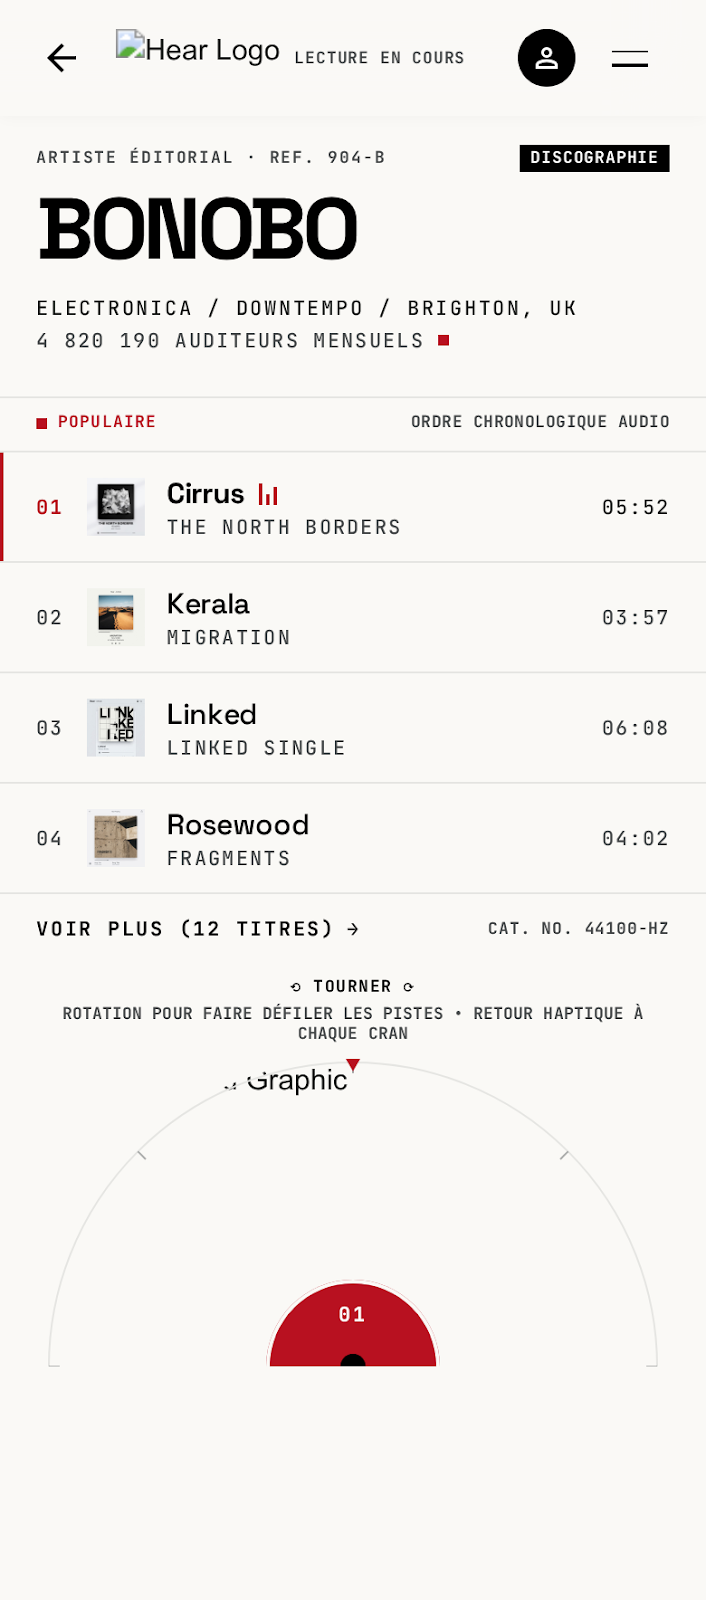 Hear Logo LECTURE EN COURS
ARTISTE ÉDITORIAL · REF. 904-B DISCOGRAPHIE
BONOBO
ELECTRONICA / DOWNTEMPO / BRIGHTON, UK
4 820 190 AUDITEURS MENSUELS
POPULAIRE ORDRE CHRONOLOGIQUE AUDIO
01 Cirrus 05:52
THE NORTH BORDERS
02 Kerala 03:57
MIGRATION
03 Linked 06:08
LINKED SINGLE
04 Rosewood 04:02
FRAGMENTS
VOIR PLUS (12 TITRES) → CAT. NO. 44100-HZ
⟲ TOURNER ⟳
ROTATION POUR FAIRE DÉFILER LES PISTES • RETOUR HAPTIQUE À
CHAQUE CRAN
Graphic
01